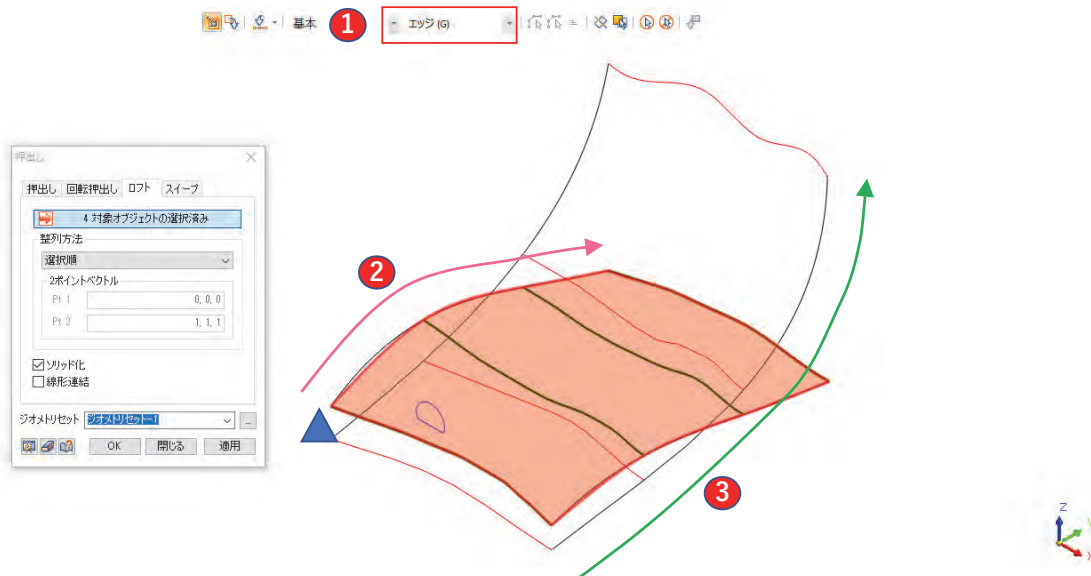 基本
1
エッジ (G)
押出し
押出し 回転押出し ロフト スイープ
4 対象オブジェクトの選択済み
整列方法
選択順
2ポイントベクトル
Pt 1
0, 0, 0
Pt 2
1, 1, 1
ソリッド化
線形連結
ジオメトリセット
ジオメトリセット-1
...
OK
閉じる
適用
2
3
Z
Y
X